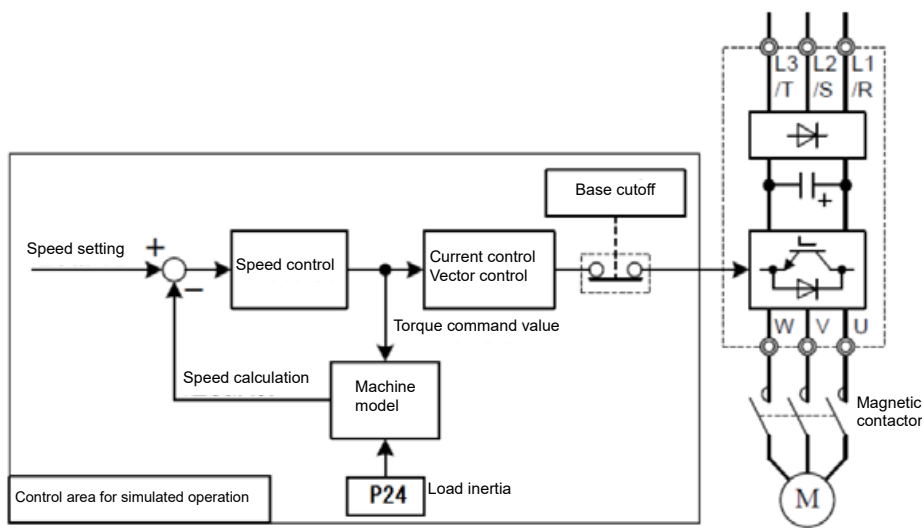 L3 L2 L1
/T /S /R
Base cutoff
Speed setting
+
−
Speed control
Current control
Vector control
+
W V U
Torque command value
Speed calculation
Machine
model
Magnetic
contactor
P24
Load inertia
Control area for simulated operation
M